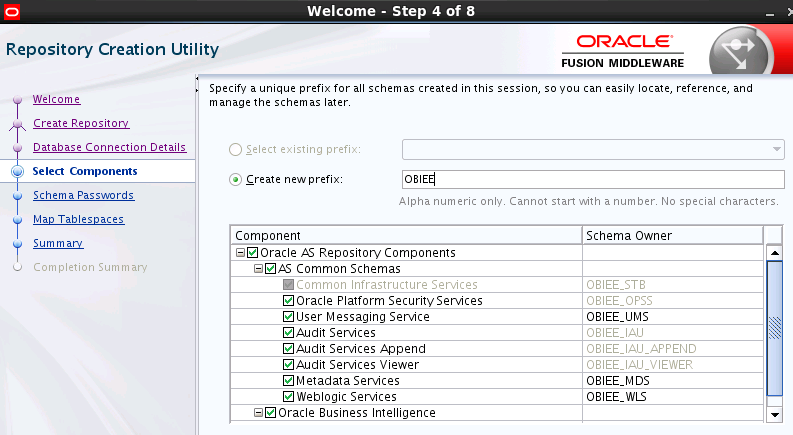 Welcome - Step 4 of 8
Repository Creation Utility
ORACLE
FUSION MIDDLEWARE
Welcome
Create Repository
Database Connection Details
Select Components
Schema Passwords
Map Tablespaces
Summary
Completion Summary
Specify a unique prefix for all schemas created in this session, so you can easily locate, reference, and
manage the schemas later.
Select existing prefix:
Create new prefix: OBIEE
Alpha numeric only. Cannot start with a number. No special characters.
Component Schema Owner
Oracle AS Repository Components
AS Common Schemas
Common Infrastructure Services OBIEE_STB
Oracle Platform Security Services OBIEE_OPSS
User Messaging Service OBIEE_UMS
Audit Services OBIEE_IAU
Audit Services Append OBIEE_IAU_APPEND
Audit Services Viewer OBIEE_IAU_VIEWER
Metadata Services OBIEE_MDS
Weblogic Services OBIEE_WLS
Oracle Business Intelligence